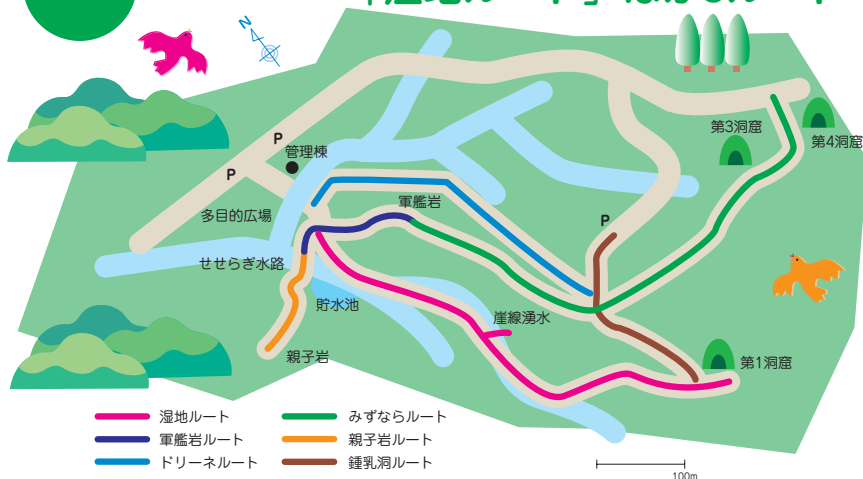 N
P
管理棟
P
多目的広場
軍艦岩
せせらぎ水路
貯水池
親子岩
崖線湧水
P
第3洞窟
第4洞窟
第1洞窟
湿地ルート
軍艦岩ルート
ドリーネルート
みずならルート
親子岩ルート
鍾乳洞ルート
100m